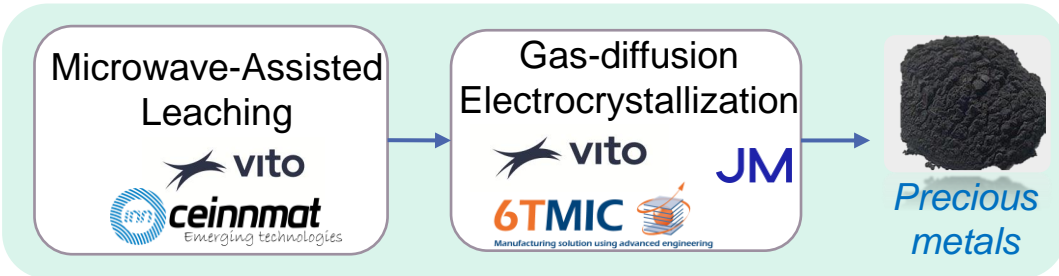 Microwave-Assisted
Leaching
vito
inn
ceinnmat
Emerging technologies
Gas-diffusion
Electrocrystallization
vito
JM
6TMIC
Manufacturing solution using advanced engineering
Precious
metals